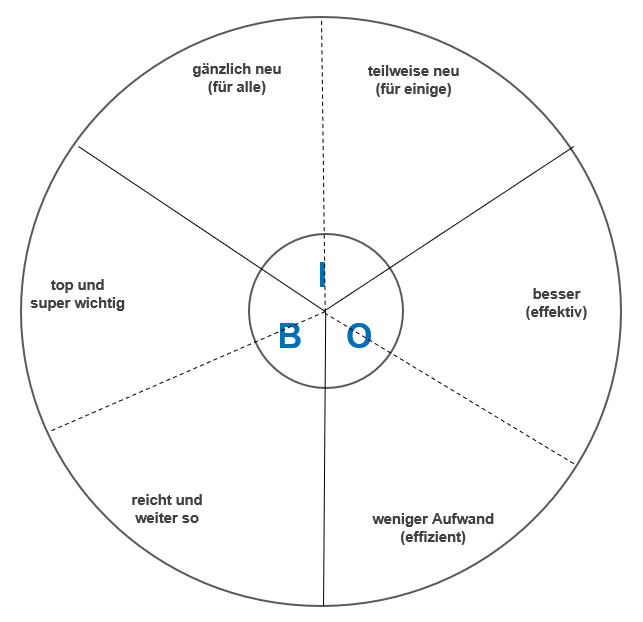 gänzlich neu
(für alle)
teilweise neu
(für einige)
top und
super wichtig
I
besser
(effektiv)
B
O
reicht und
weiter so
weniger Aufwand
(effizient)